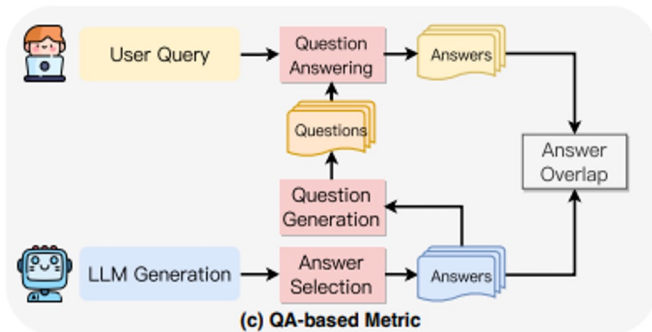 User Query
Question
Answering
Answers
Questions
Answer
Overlap
Question
Generation
LLM Generation
Answer
Selection
Answers
(c) QA-based Metric